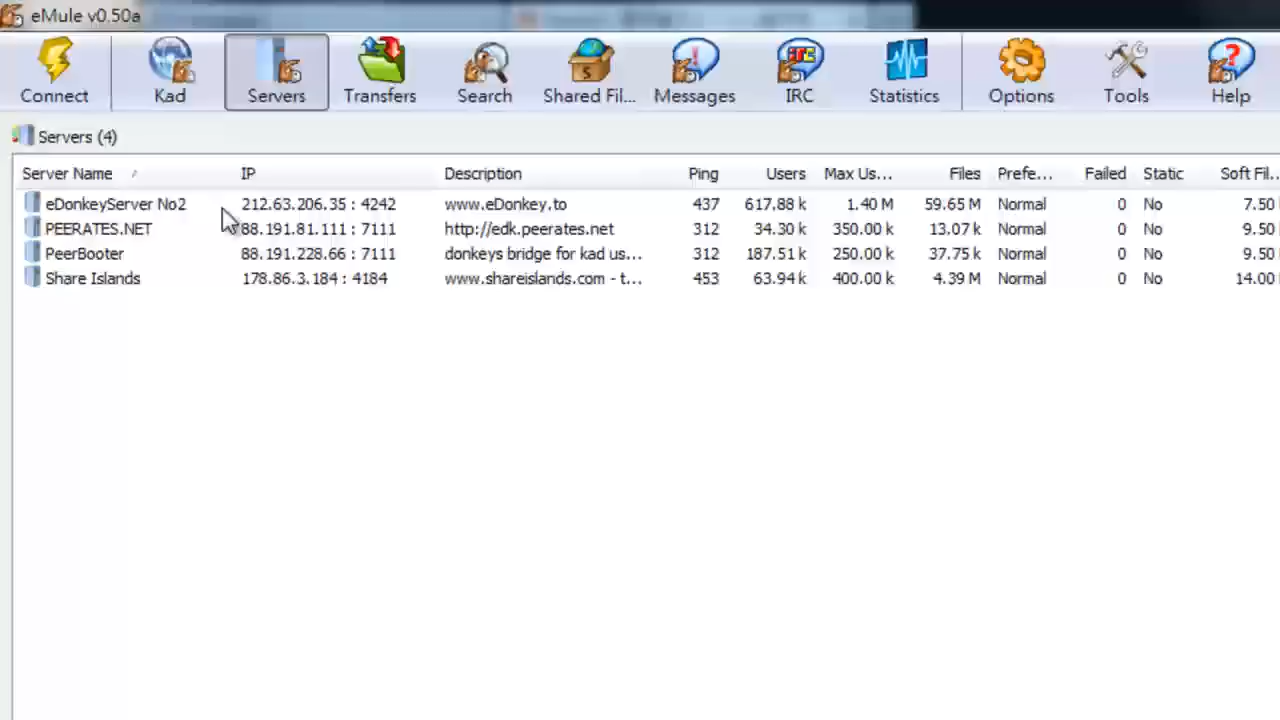 eMule v0.50a
Connect Kad Servers Transfers Search Shared Fil... Messages IRC Statistics Options Tools Help
Servers (4)
Server Name IP Description Ping Users Max Us... Files Prefe... Failed Static Soft Fil...
eDonkeyServer No2 212.63.206.35 : 4242 www.eDonkey.to 437 617.88 k 1.40 M 59.65 M Normal 0 No 7.50
PEERATES.NET 88.191.81.111 : 7111 http://edk.peerates.net 312 34.30 k 350.00 k 13.07 k Normal 0 No 9.50
PeerBooter 88.191.228.66 : 7111 donkeys bridge for kad us... 312 187.51 k 250.00 k 37.75 k Normal 0 No 9.50
Share Islands 178.86.3.184 : 4184 www.shareislands.com - t... 453 63.94 k 400.00 k 4.39 M Normal 0 No 14.00